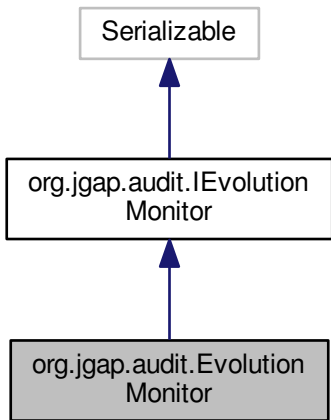 Serializable
org.jgap.audit.IEvolution
Monitor
org.jgap.audit.Evolution
Monitor